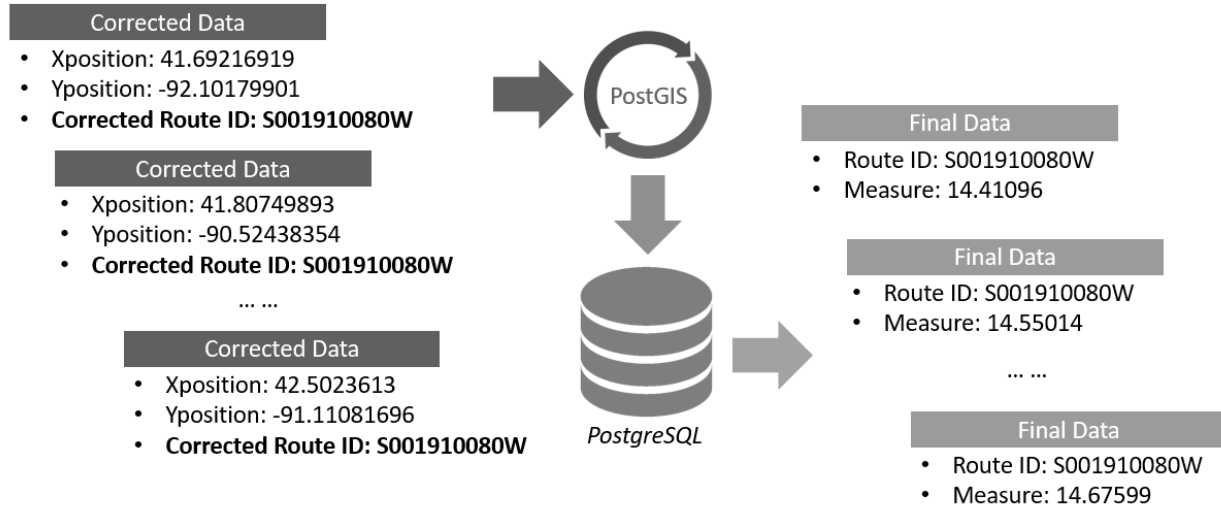 Corrected Data
• Xposition: 41.69216919
• Yposition: -92.10179901
• Corrected Route ID: S001910080W
Corrected Data
• Xposition: 41.80749893
• Yposition: -90.52438354
• Corrected Route ID: S001910080W
... ...
Corrected Data
• Xposition: 42.5023613
• Yposition: -91.11081696
• Corrected Route ID: S001910080W
PostGIS
PostgreSQL
Final Data
• Route ID: S001910080W
• Measure: 14.41096
Final Data
• Route ID: S001910080W
• Measure: 14.55014
... ...
Final Data
• Route ID: S001910080W
• Measure: 14.67599